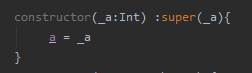 constructor(_a:Int) :super(_a){
a = _a
}